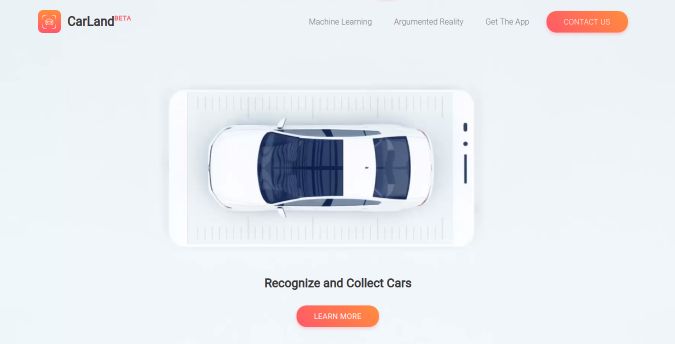 CarLand BETA
Machine Learning
Argumented Reality
Get The App
CONTACT US
Recognize and Collect Cars
LEARN MORE